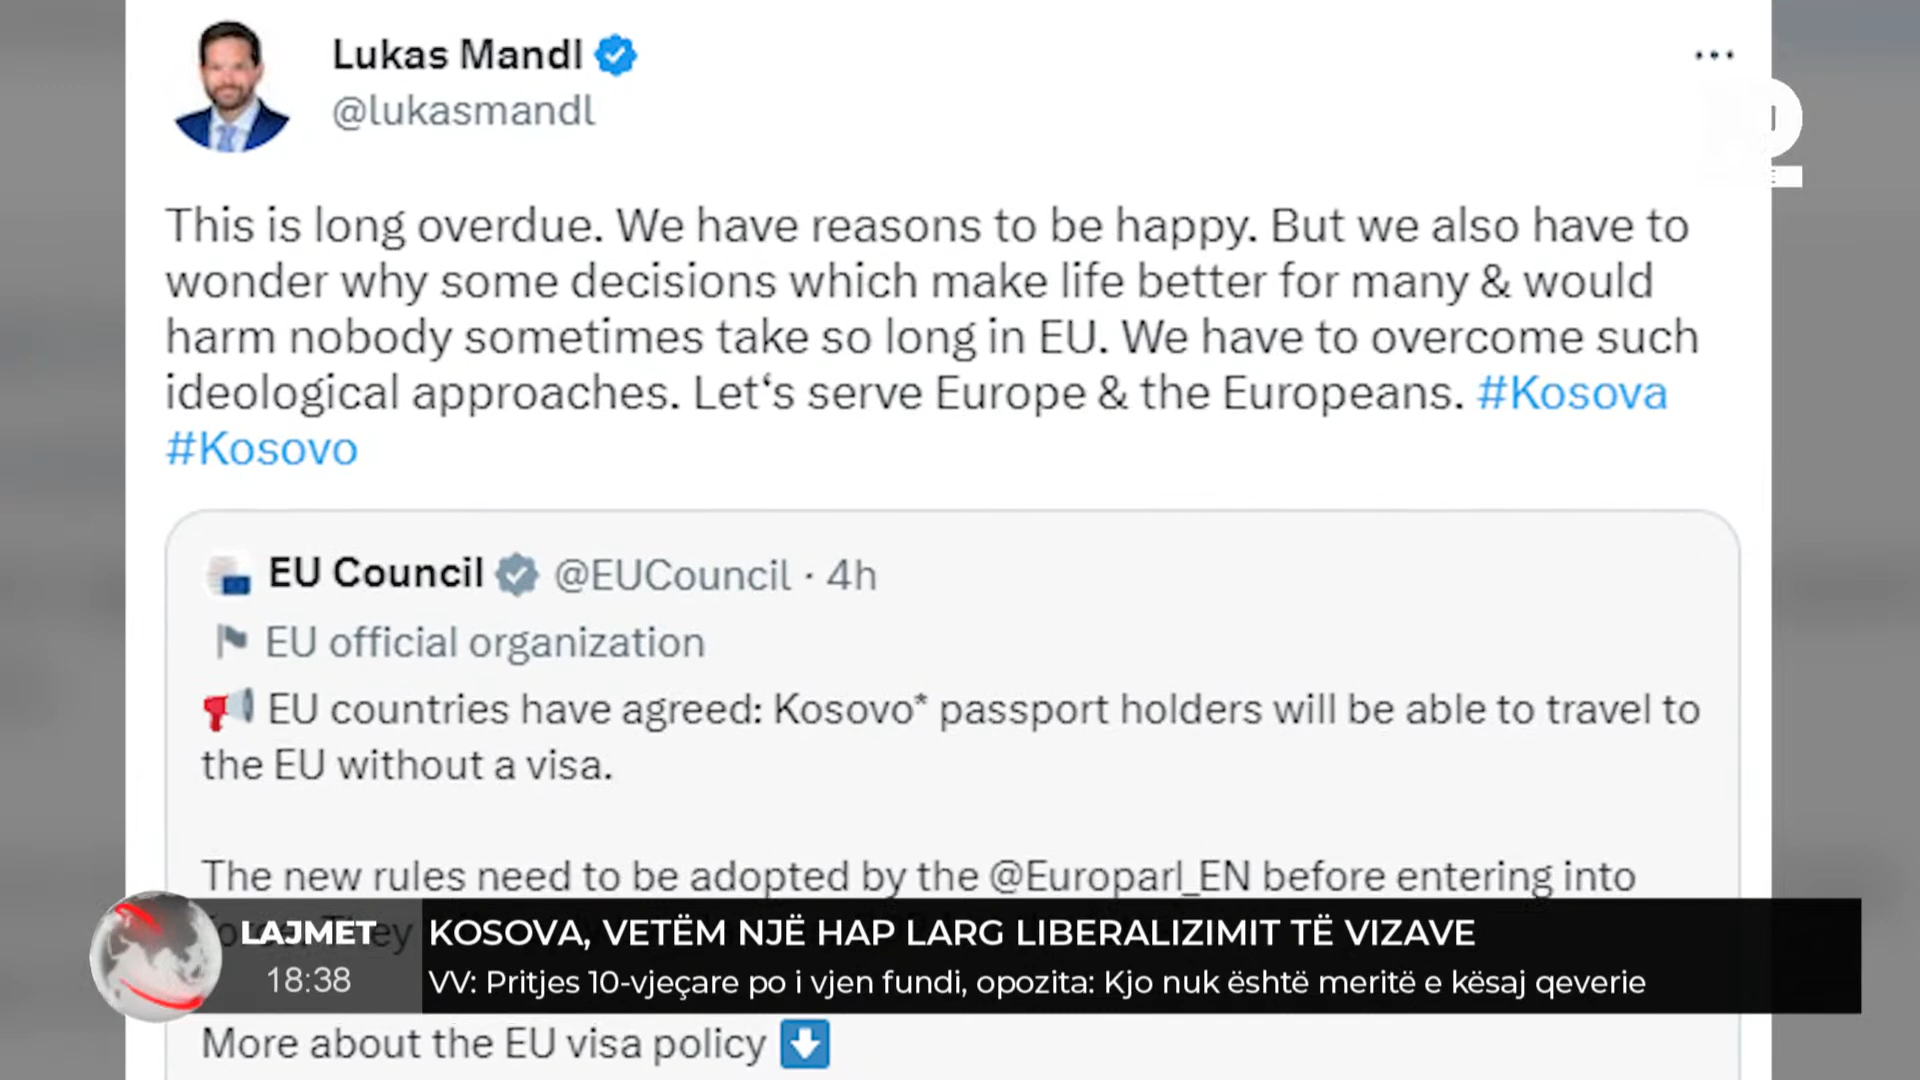 Lukas Mandl
@lukasmandl
This is long overdue. We have reasons to be happy. But we also have to
wonder why some decisions which make life better for many & would
harm nobody sometimes take so long in EU. We have to overcome such
ideological approaches. Let‘s serve Europe & the Europeans. #Kosova
#Kosovo
EU Council @EUCouncil · 4h
EU official organization
EU countries have agreed: Kosovo* passport holders will be able to travel to
the EU without a visa.
The new rules need to be adopted by the @Europarl_EN before entering into
LAJMET
18:38
KOSOVA, VETËM NJË HAP LARG LIBERALIZIMIT TË VIZAVE
VV: Pritjes 10-vjeçare po i vjen fundi, opozita: Kjo nuk është meritë e kësaj qeverie
More about the EU visa policy